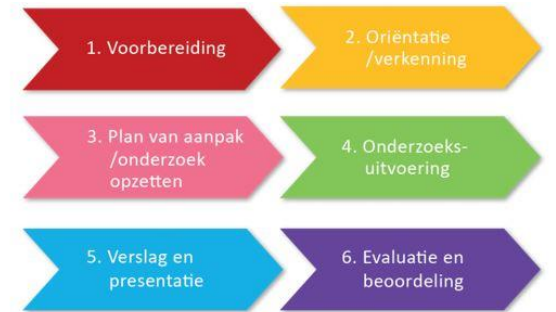 1. Voorbereiding
2. Oriëntatie
/verkenning
3. Plan van aanpak
/onderzoek
opzetten
4. Onderzoeks-
uitvoering
5. Verslag en
presentatie
6. Evaluatie en
beoordeling